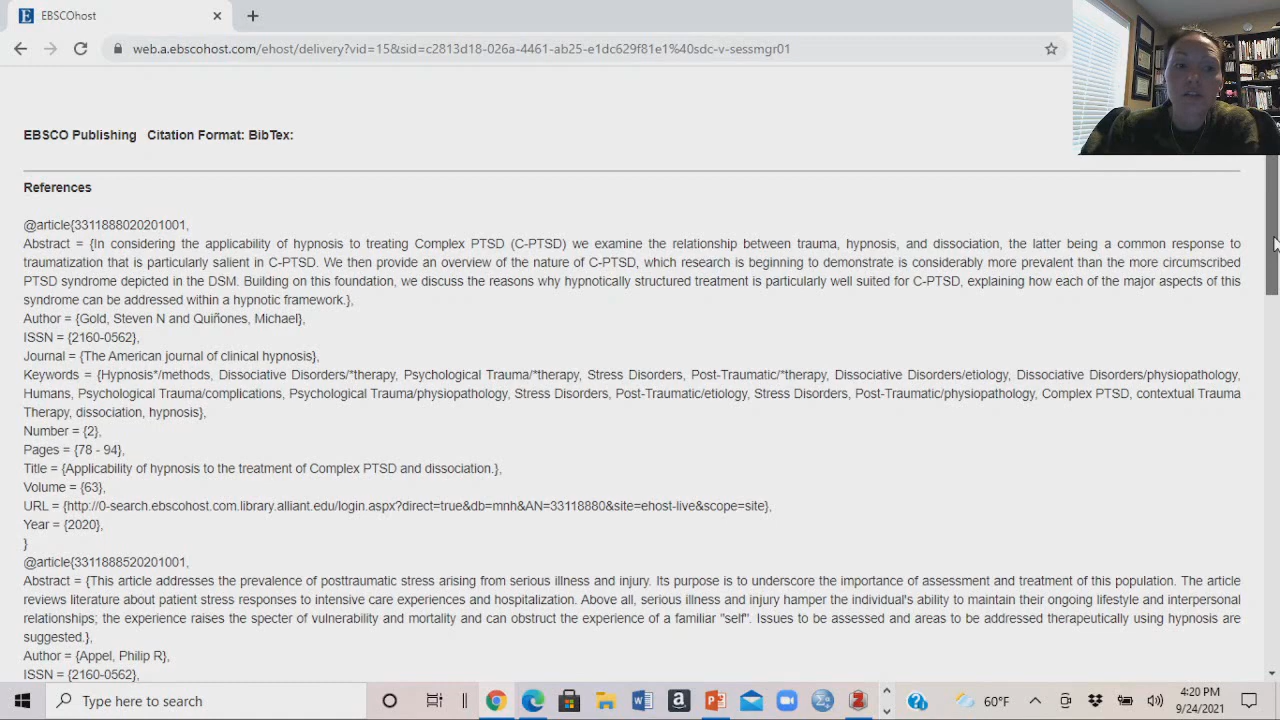 EBSCOhost
web.a.ebscohost.com/ehost/delivery?vid=15&sid=c2813d18-026a-4461-ab25-e1dc629f81e1%40sdc-v-sessmgr01
EBSCO Publishing   Citation Format: BibTex:
References
@article{3311888020201001,
Abstract = {In considering the applicability of hypnosis to treating Complex PTSD (C-PTSD) we examine the relationship between trauma, hypnosis, and dissociation, the latter being a common response to
traumatization that is particularly salient in C-PTSD. We then provide an overview of the nature of C-PTSD, which research is beginning to demonstrate is considerably more prevalent than the more circumscribed
PTSD syndrome depicted in the DSM. Building on this foundation, we discuss the reasons why hypnotically structured treatment is particularly well suited for C-PTSD, explaining how each of the major aspects of this
syndrome can be addressed within a hypnotic framework.},
Author = {Gold, Steven N and Quiñones, Michael},
ISSN = {2160-0562},
Journal = {The American journal of clinical hypnosis},
Keywords = {Hypnosis*/methods, Dissociative Disorders/*therapy, Psychological Trauma/*therapy, Stress Disorders, Post-Traumatic/*therapy, Dissociative Disorders/etiology, Dissociative Disorders/physiopathology,
Humans, Psychological Trauma/complications, Psychological Trauma/physiopathology, Stress Disorders, Post-Traumatic/etiology, Stress Disorders, Post-Traumatic/physiopathology, Complex PTSD, contextual Trauma
Therapy, dissociation, hypnosis},
Number = {2},
Pages = {78 - 94},
Title = {Applicability of hypnosis to the treatment of Complex PTSD and dissociation.},
Volume = {63},
URL = {http://0-search.ebscohost.com.library.alliant.edu/login.aspx?direct=true&db=mnh&AN=33118880&site=ehost-live&scope=site},
Year = {2020},
}
@article{3311888520201001,
Abstract = {This article addresses the prevalence of posttraumatic stress arising from serious illness and injury. Its purpose is to underscore the importance of assessment and treatment of this population. The article
reviews literature about patient stress responses to intensive care experiences and hospitalization. Above all, serious illness and injury hamper the individual's ability to maintain their ongoing lifestyle and interpersonal
relationships; the experience raises the specter of vulnerability and mortality and can obstruct the experience of a familiar "self". Issues to be assessed and areas to be addressed therapeutically using hypnosis are
suggested.},
Author = {Appel, Philip R},
ISSN = {2160-0562},
Type here to search
60°F
4:20 PM
9/24/2021